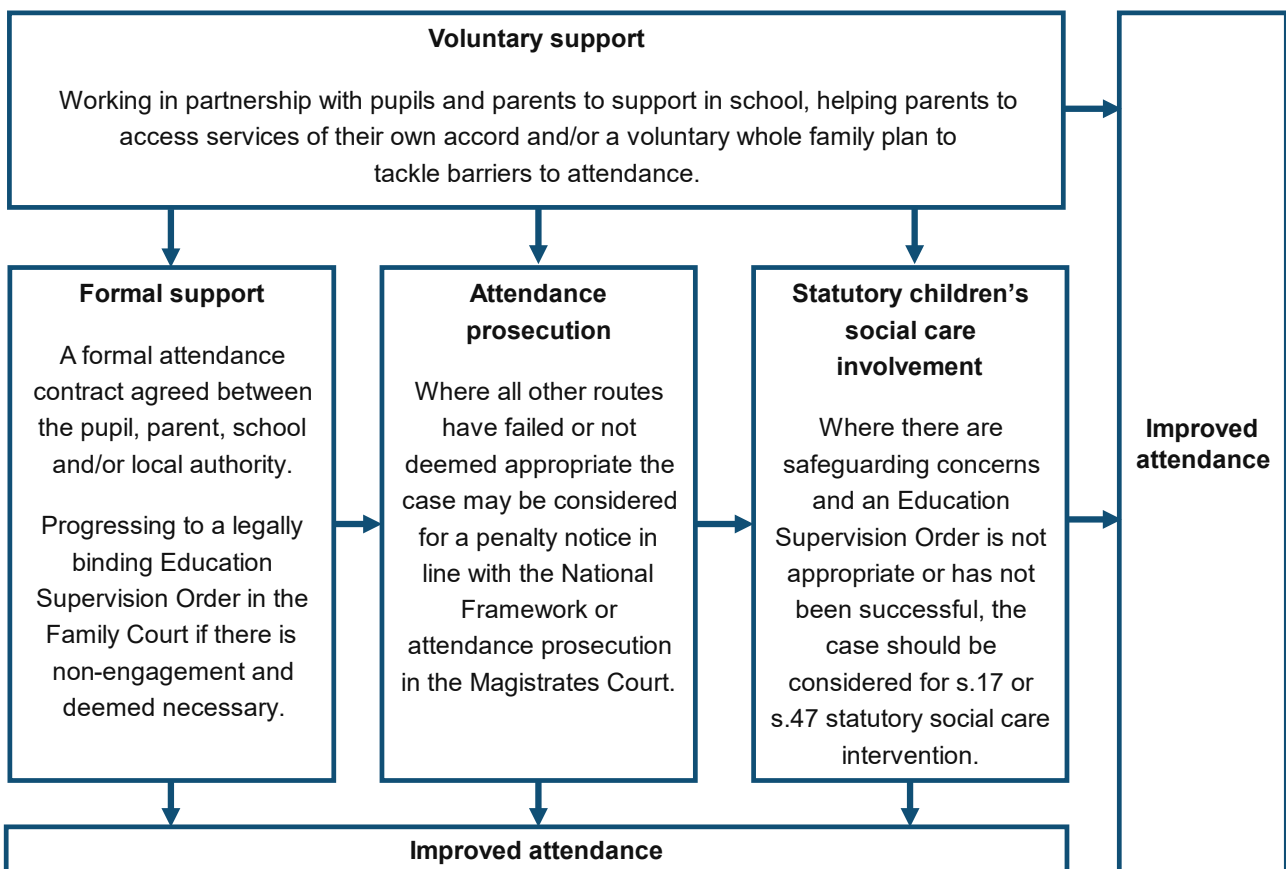 Voluntary support
Working in partnership with pupils and parents to support in school, helping parents to
access services of their own accord and/or a voluntary whole family plan to
tackle barriers to attendance.
Formal support
A formal attendance
contract agreed between
the pupil, parent, school
and/or local authority.
Progressing to a legally
binding Education
Supervision Order in the
Family Court if there is
non-engagement and
deemed necessary.
Attendance
prosecution
Where all other routes
have failed or not
deemed appropriate the
case may be considered
for a penalty notice in
line with the National
Framework or
attendance prosecution
in the Magistrates Court.
Statutory children’s
social care
involvement
Where there are
safeguarding concerns
and an Education
Supervision Order is not
appropriate or has not
been successful, the
case should be
considered for s.17 or
s.47 statutory social care
intervention.
Improved
attendance
Improved attendance